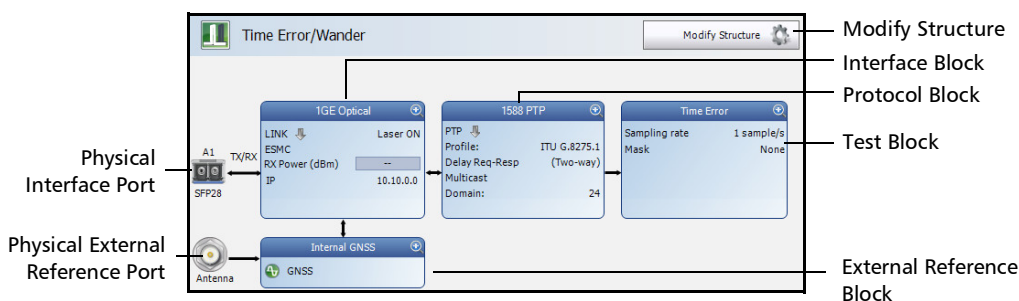 Time Error/Wander
Modify Structure
Modify Structure
Interface Block
Protocol Block
Test Block
External Reference
Block
Physical
Interface Port
Physical External
Reference Port
A1
TX/RX
SFP28
Antenna
1GE Optical
LINK Laser ON
ESMC
RX Power (dBm) --
IP 10.10.0.0
1588 PTP
PTP
Profile: ITU G.8275.1
Delay Req-Resp (Two-way)
Multicast
Domain: 24
Time Error
Sampling rate 1 sample/s
Mask None
Internal GNSS
GNSS